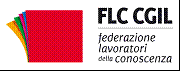 FLC CGIL
federazione
lavoratori
della conoscenza